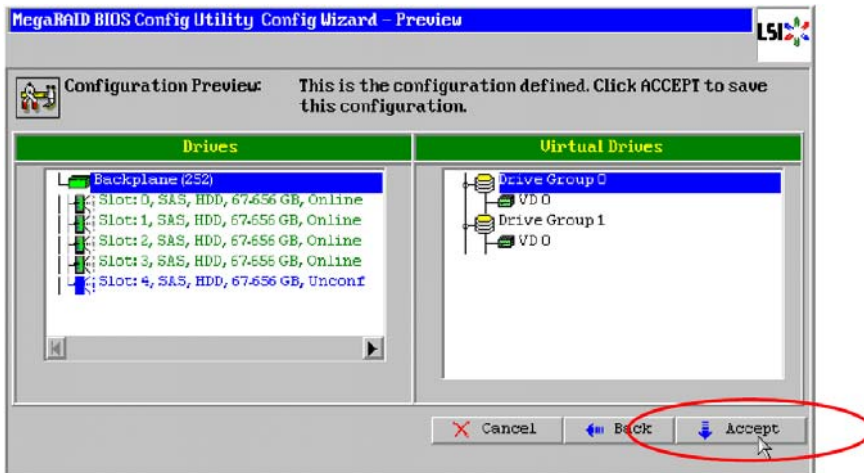 MegaRAID BIOS Config Utility Config Wizard – Preview
LSI
Configuration Preview: This is the configuration defined. Click ACCEPT to save
this configuration.
Drives
Backplane (252)
Slot: 0, SAS, HDD, 67.656 GB, Online
Slot: 1, SAS, HDD, 67.656 GB, Online
Slot: 2, SAS, HDD, 67.656 GB, Online
Slot: 3, SAS, HDD, 67.656 GB, Online
Slot: 4, SAS, HDD, 67.656 GB, Unconf
Virtual Drives
Drive Group 0
VD 0
Drive Group 1
VD 0
Cancel
Back
Accept